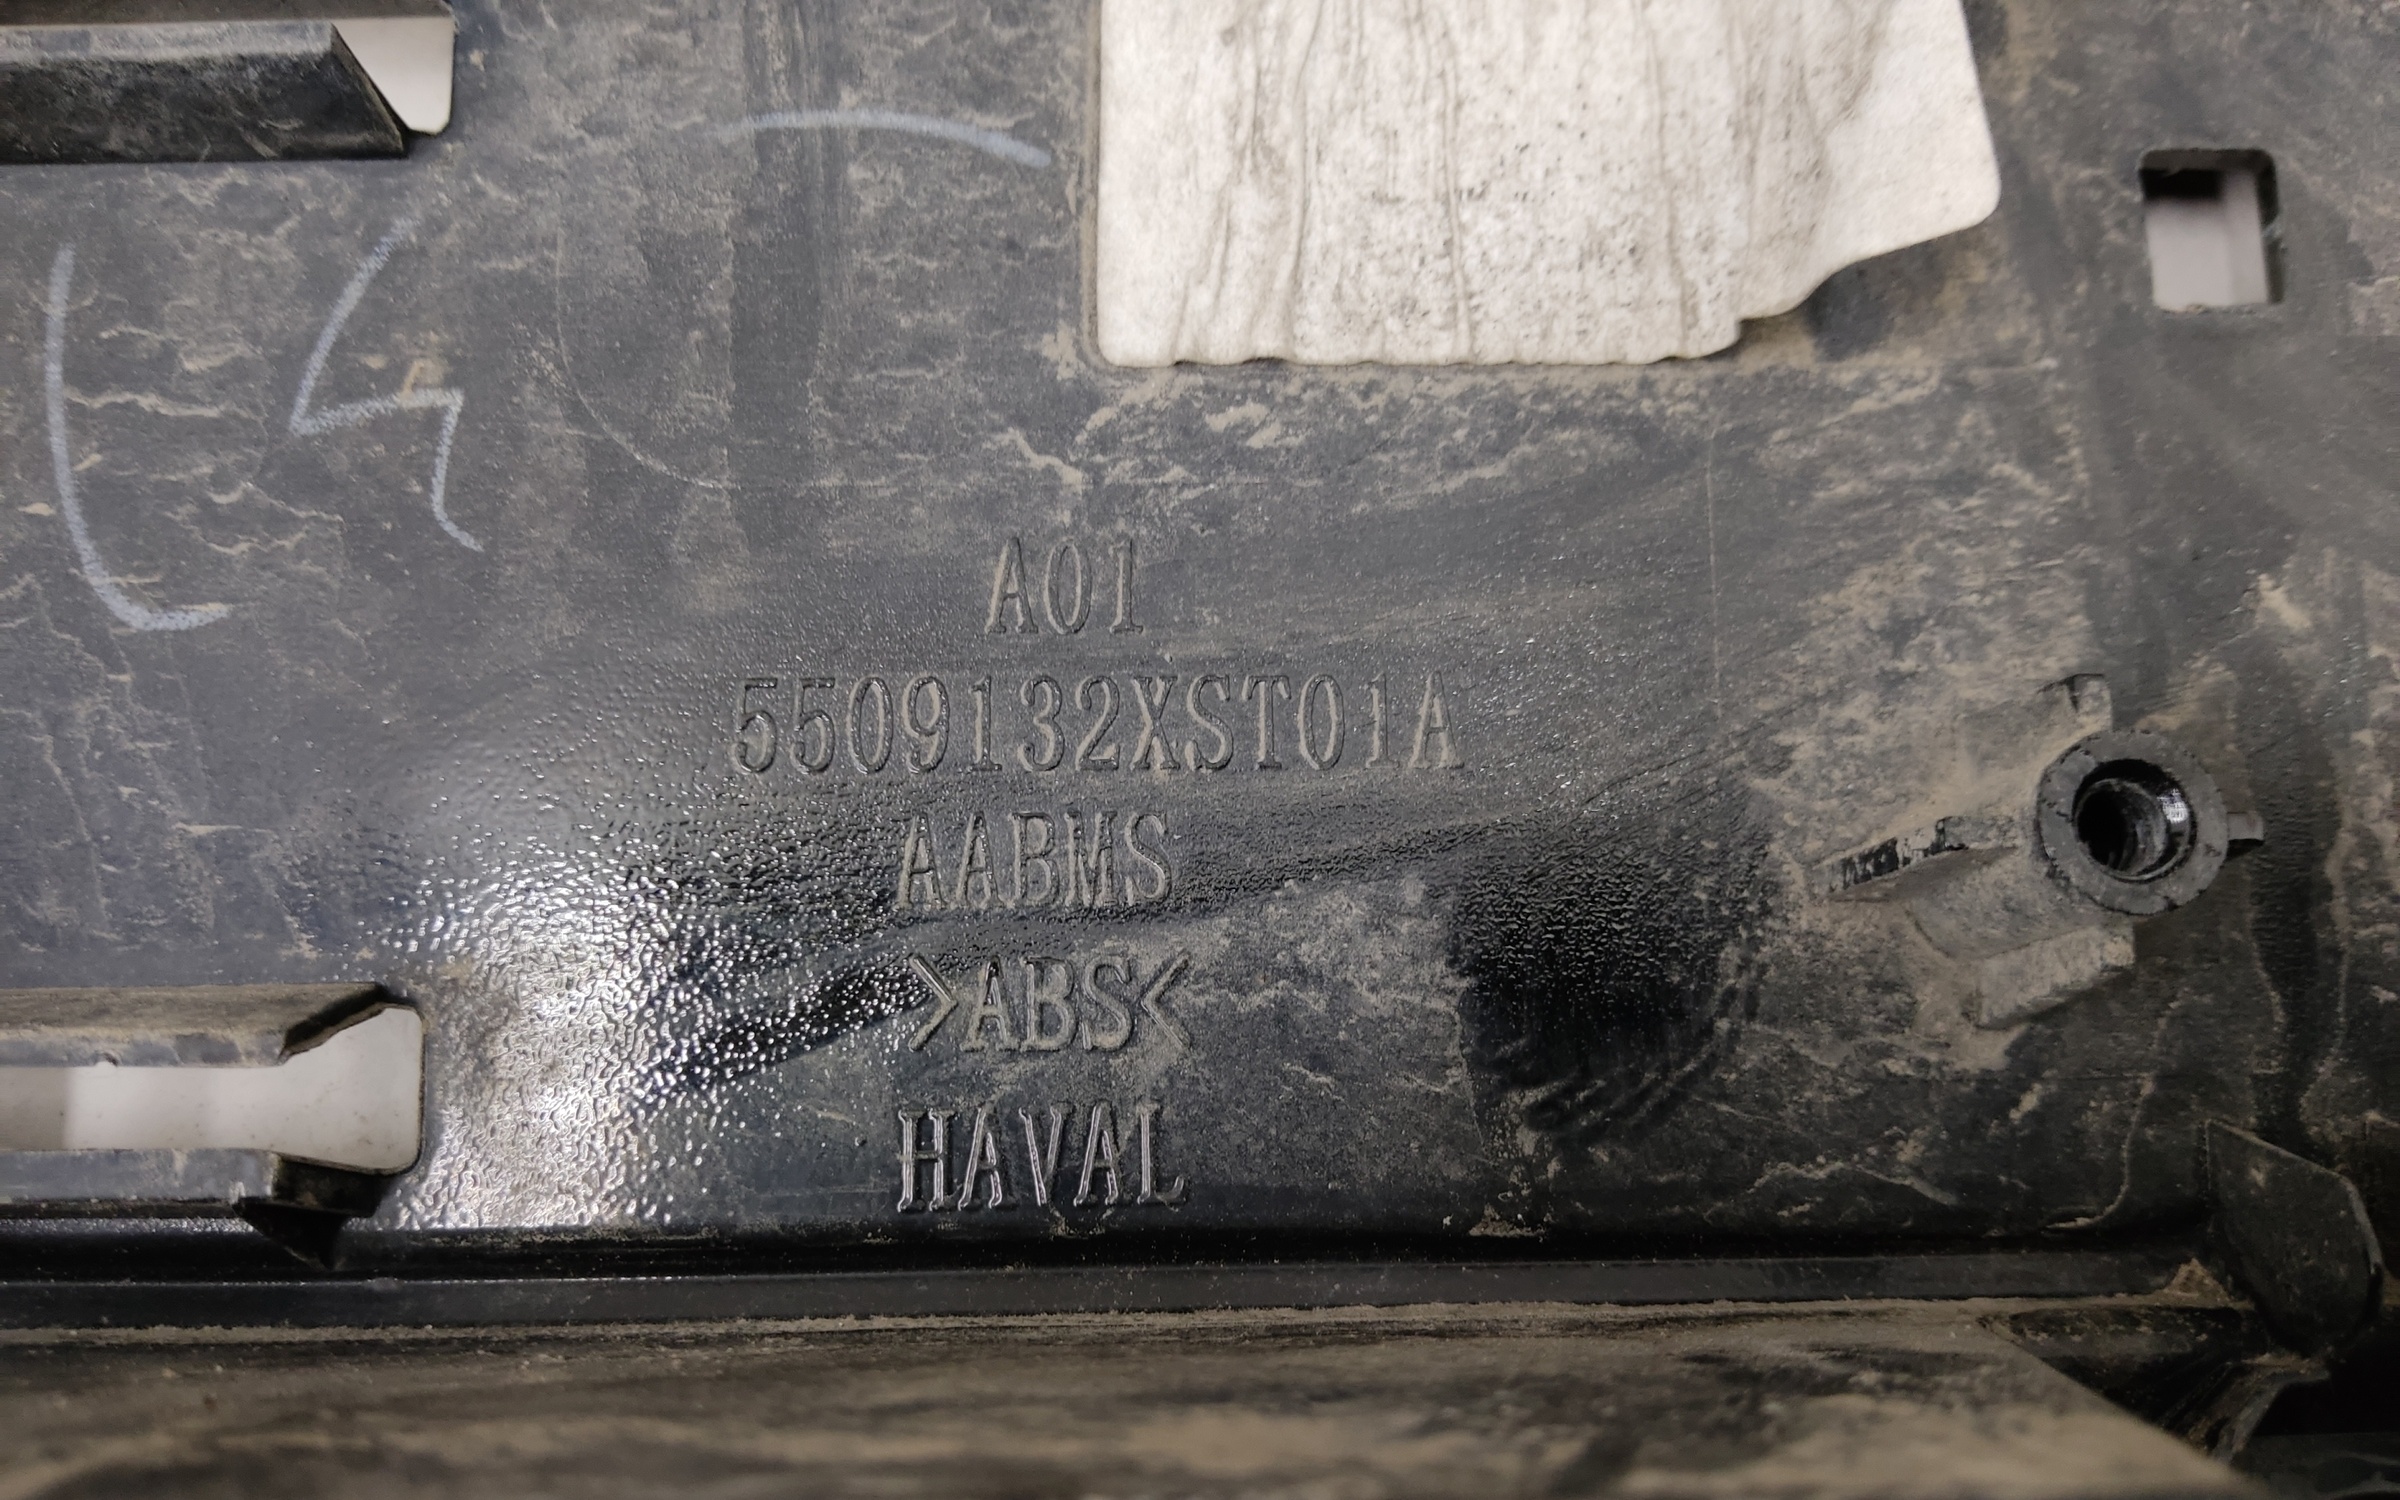 A01
5509132XST01A
AABMS
>ABS<
HAVAL